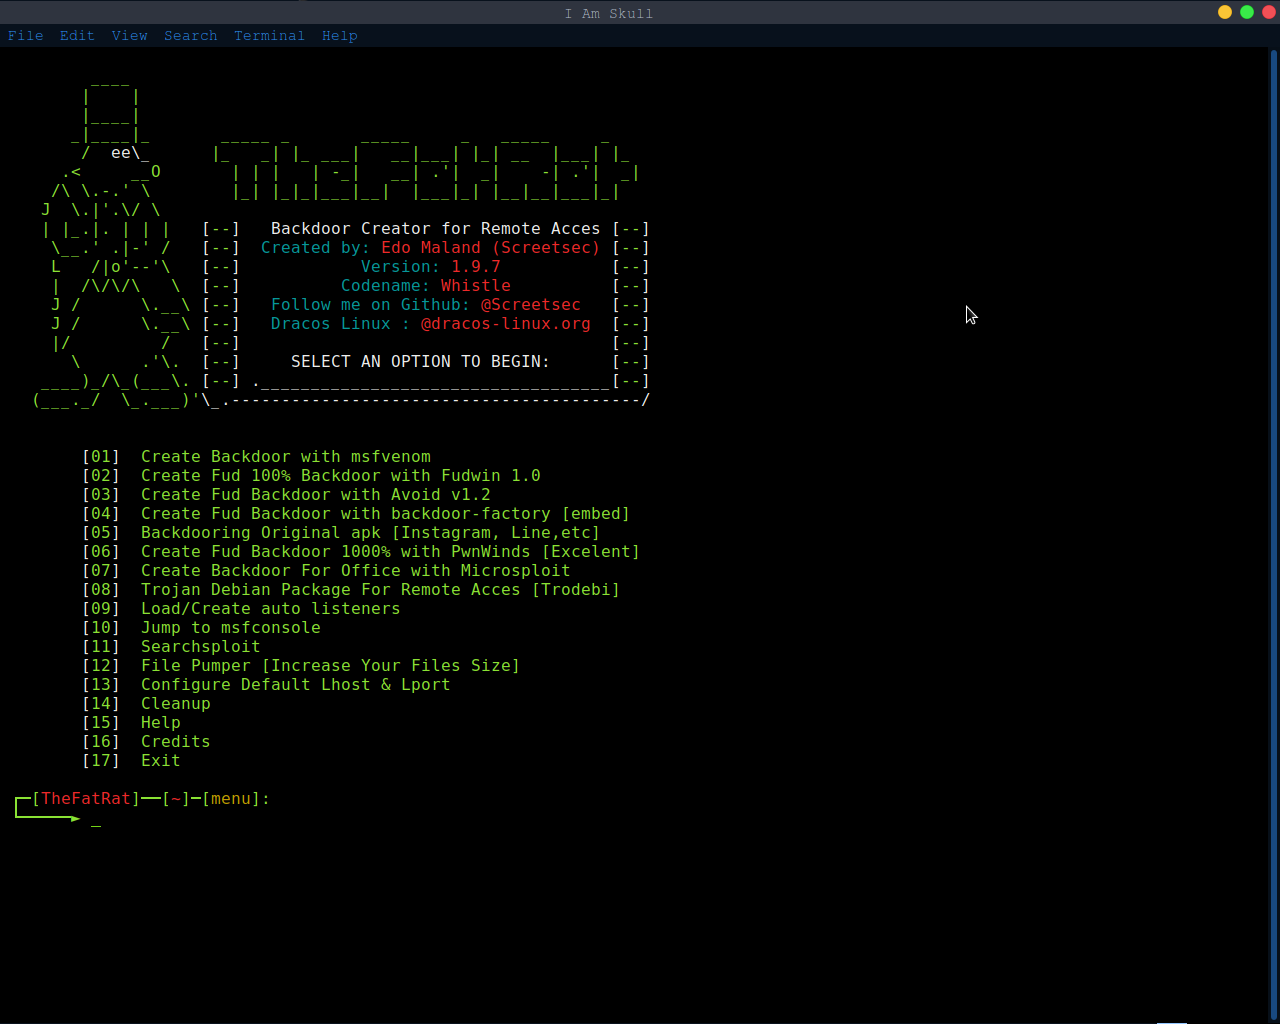 I Am Skull
File Edit View Search Terminal Help
[--] Backdoor Creator for Remote Acces [--]
[--] Created by: Edo Maland (Screetsec) [--]
[--] Version: 1.9.7 [--]
[--] Codename: Whistle [--]
[--] Follow me on Github: @Screetsec [--]
[--] Dracos Linux : @dracos-linux.org [--]
[--] [--]
[--] SELECT AN OPTION TO BEGIN: [--]
[01] Create Backdoor with msfvenom
[02] Create Fud 100% Backdoor with Fudwin 1.0
[03] Create Fud Backdoor with Avoid v1.2
[04] Create Fud Backdoor with backdoor-factory [embed]
[05] Backdooring Original apk [Instagram, Line,etc]
[06] Create Fud Backdoor 1000% with PwnWinds [Excelent]
[07] Create Backdoor For Office with Microsploit
[08] Trojan Debian Package For Remote Acces [Trodebi]
[09] Load/Create auto listeners
[10] Jump to msfconsole
[11] Searchsploit
[12] File Pumper [Increase Your Files Size]
[13] Configure Default Lhost & Lport
[14] Cleanup
[15] Help
[16] Credits
[17] Exit
[TheFatRat]──[~]─[menu]: